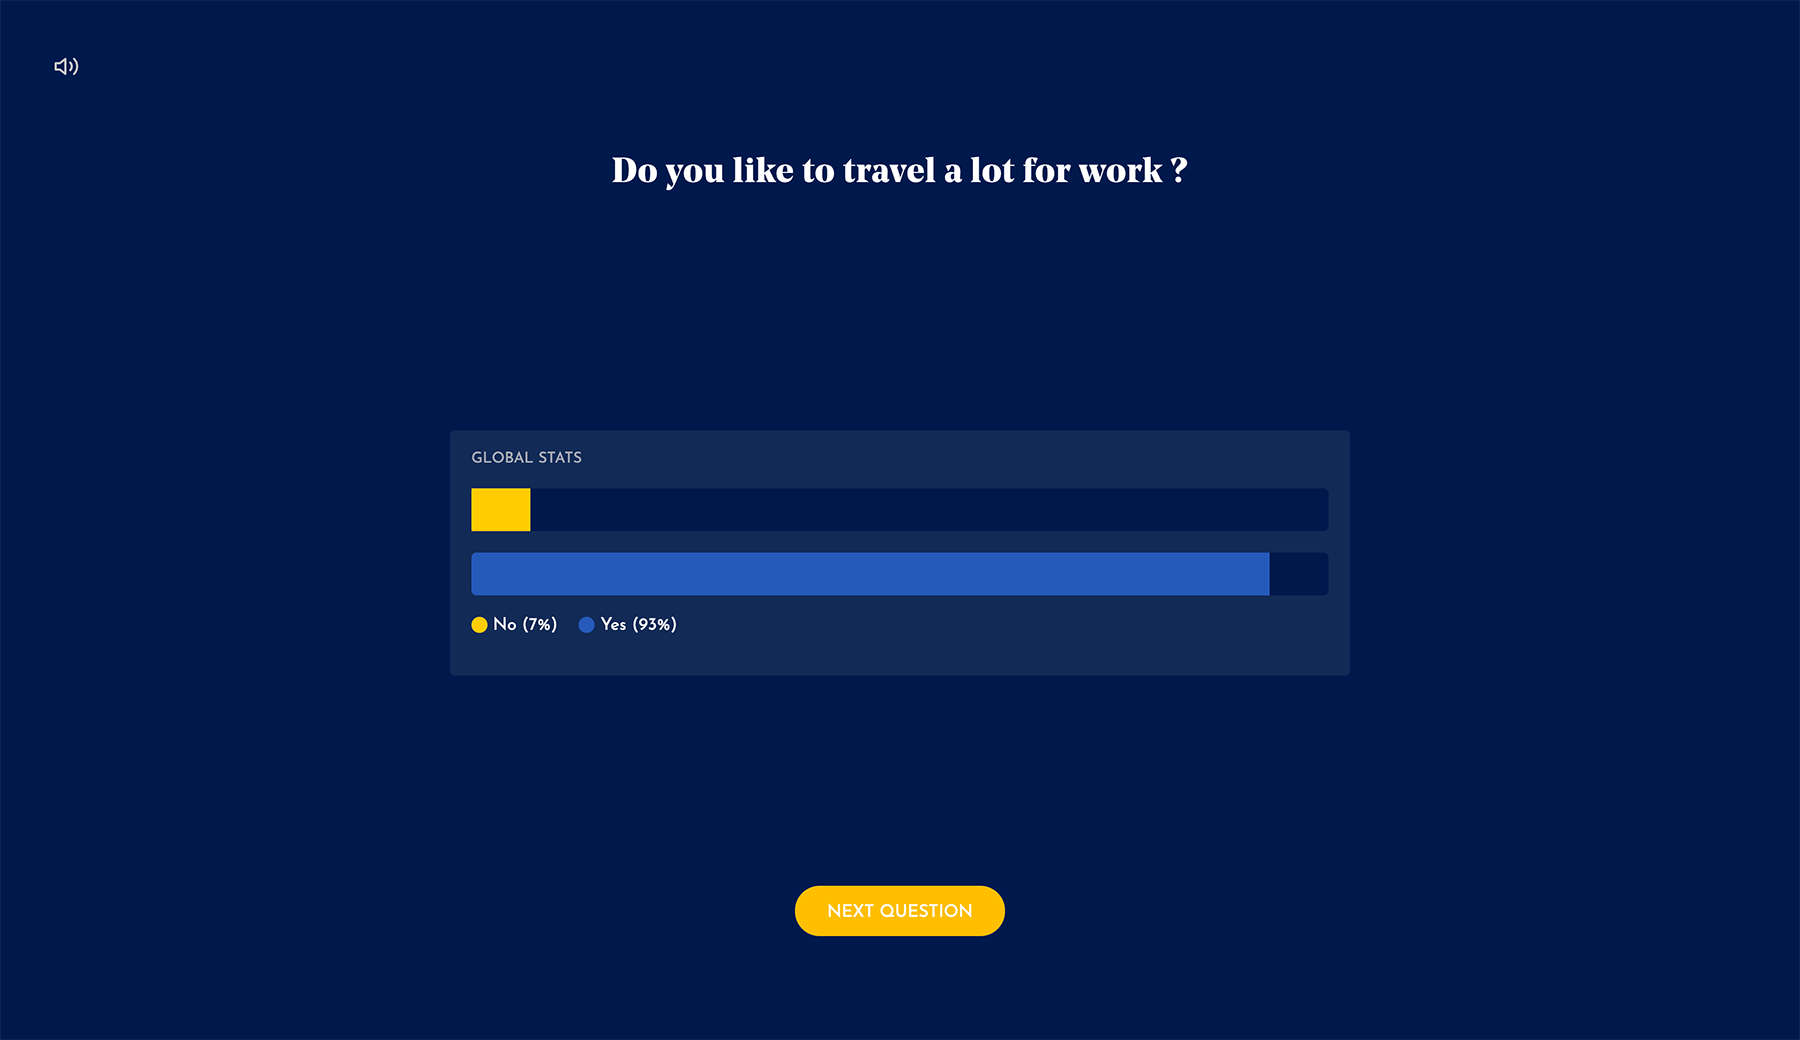 Do you like to travel a lot for work ?
GLOBAL STATS
No (7%) Yes (93%)
NEXT QUESTION